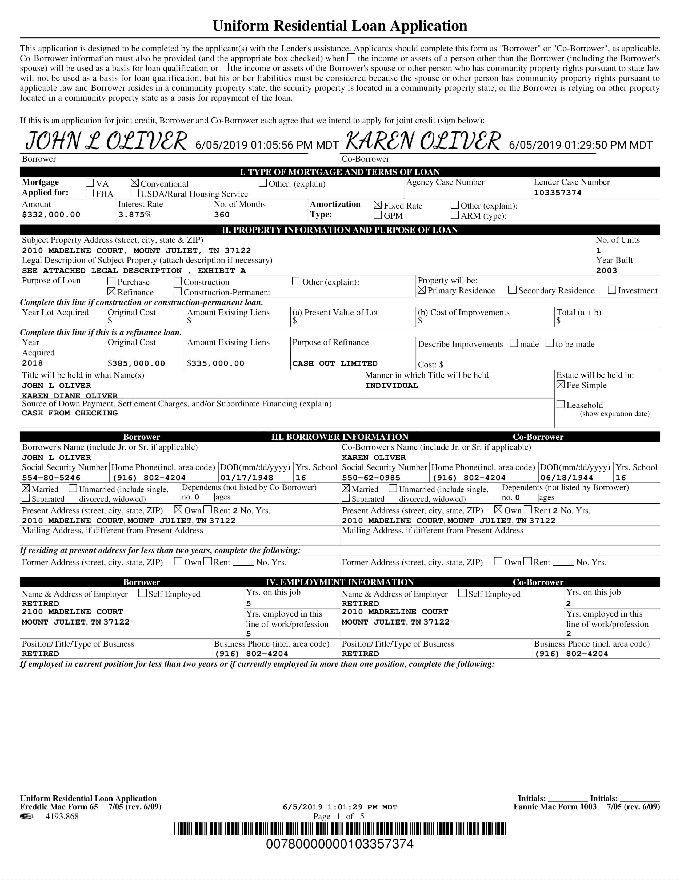 Uniform Residential Loan Application
This application is designed to be completed by the applicant(s) with the Lender's assistance. Applicants should complete this form as "Borrower" or "Co-Borrower", as applicable.
Co-Borrower information must also be provided (and the appropriate box checked) when ☐ the income or assets of a person other than the Borrower (including the Borrower's
spouse) will be used as a basis for loan qualification or ☐ the income or assets of the Borrower's spouse or other person who has community property rights pursuant to state law
will not be used as a basis for loan qualification, but his or her liabilities must be considered because the spouse or other person has community property rights pursuant to
applicable law and Borrower resides in a community property state, the security property is located in a community property state, or the Borrower is relying on other property
located in a community property state as a basis for repayment of the loan.
If this is an application for joint credit, Borrower and Co-Borrower each agree that we intend to apply for joint credit (sign below):
JOHN L OLIVER 6/05/2019 01:05:56 PM MDT KAREN OLIVER 6/05/2019 01:29:50 PM MDT
Borrower Co-Borrower
I. TYPE OF MORTGAGE AND TERMS OF LOAN
Mortgage ☐ VA ☒ Conventional ☐ Other: (explain) Agency Case Number Lender Case Number
Applied for: ☐ FHA ☐ USDA/Rural Housing Service 103357374
Amount Interest Rate No. of Months Amortization ☒ Fixed Rate ☐ Other (explain):
$332,000.00 3.875% 360 Type: ☐ GPM ☐ ARM (type):
II. PROPERTY INFORMATION AND PURPOSE OF LOAN
Subject Property Address (street, city, state & ZIP) No. of Units
2010 MADELINE COURT, MOUNT JULIET, TN 37122 1
Legal Description of Subject Property (attach description if necessary) Year Built
SEE ATTACHED LEGAL DESCRIPTION , EXHIBIT A 2003
Purpose of Loan ☐ Purchase ☐ Construction ☐ Other (explain): Property will be:
☒ Refinance ☐ Construction-Permanent ☒ Primary Residence ☐ Secondary Residence ☐ Investment
Complete this line if construction or construction-permanent loan.
Year Lot Acquired Original Cost Amount Existing Liens (a) Present Value of Lot (b) Cost of Improvements Total (a + b)
$ $ $ $ $
Complete this line if this is a refinance loan.
Year Original Cost Amount Existing Liens Purpose of Refinance Describe Improvements ☐ made ☐ to be made
Acquired
2018 $385,000.00 $335,000.00 CASH OUT LIMITED Cost: $
Title will be held in what Name(s) Manner in which Title will be held Estate will be held in:
JOHN L OLIVER INDIVIDUAL ☒ Fee Simple
KAREN DIANE OLIVER
Source of Down Payment, Settlement Charges, and/or Subordinate Financing (explain) ☐ Leasehold
CASH FROM CHECKING (show expiration date)
Borrower III. BORROWER INFORMATION Co-Borrower
Borrower's Name (include Jr. or Sr. if applicable) Co-Borrower's Name (include Jr. or Sr. if applicable)
JOHN L OLIVER KAREN OLIVER
Social Security Number Home Phone(incl. area code) DOB(mm/dd/yyyy) Yrs. School Social Security Number Home Phone(incl. area code) DOB(mm/dd/yyyy) Yrs. School
554-80-5246 (916) 802-4204 01/17/1948 16 550-62-0985 (916) 802-4204 06/18/1944 16
☒ Married ☐ Unmarried (include single, Dependents (not listed by Co-Borrower) ☒ Married ☐ Unmarried (include single, Dependents (not listed by Borrower)
☐ Separated divorced, widowed) no. 0 ages ☐ Separated divorced, widowed) no. 0 ages
Present Address (street, city, state, ZIP) ☒ Own ☐ Rent 2 No. Yrs. Present Address (street, city, state, ZIP) ☒ Own ☐ Rent 2 No. Yrs.
2010 MADELINE COURT, MOUNT JULIET, TN 37122 2010 MADELINE COURT, MOUNT JULIET, TN 37122
Mailing Address, if different from Present Address Mailing Address, if different from Present Address
If residing at present address for less than two years, complete the following:
Former Address (street, city, state, ZIP) ☐ Own ☐ Rent ____ No. Yrs. Former Address (street, city, state, ZIP) ☐ Own ☐ Rent ____ No. Yrs.
Borrower IV. EMPLOYMENT INFORMATION Co-Borrower
Name & Address of Employer ☐ Self Employed Yrs. on this job Name & Address of Employer ☐ Self Employed Yrs. on this job
RETIRED 5 RETIRED 2
2100 MADELINE COURT Yrs. employed in this 2010 MADRELINE COURT Yrs. employed in this
MOUNT JULIET, TN 37122 line of work/profession MOUNT JULIET, TN 37122 line of work/profession
5 2
Position/Title/Type of Business Business Phone (incl. area code) Position/Title/Type of Business Business Phone (incl. area code)
RETIRED (916) 802-4204 RETIRED (916) 802-4204
If employed in current position for less than two years or if currently employed in more than one position, complete the following:
Uniform Residential Loan Application Initials: ________ Initials: ________
Freddie Mac Form 65 7/05 (rev. 6/09) 6/5/2019 1:01:29 PM MDT Fannie Mae Form 1003 7/05 (rev. 6/09)
4193.868 Page 1 of 5
00780000000103357374